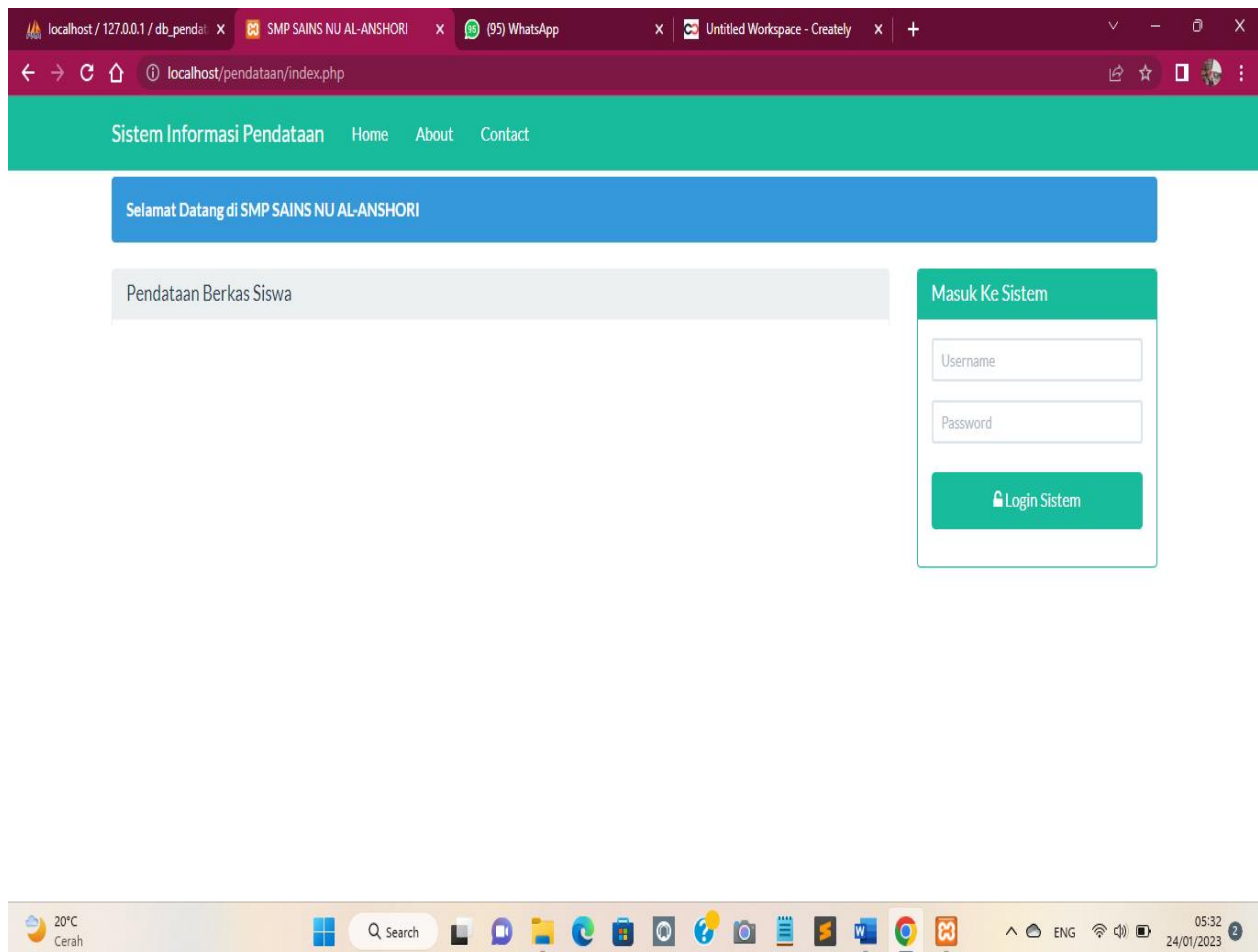 localhost / 127.0.0.1 / db_pendat
SMP SAINS NU AL-ANSHORI
(95) WhatsApp
Untitled Workspace - Creately
localhost/pendataan/index.php
Sistem Informasi Pendataan Home About Contact
Selamat Datang di SMP SAINS NU AL-ANSHORI
Pendataan Berkas Siswa
Masuk Ke Sistem
Username
Password
Login Sistem
20°C
Cerah
Search
ENG
05:32
24/01/2023
2